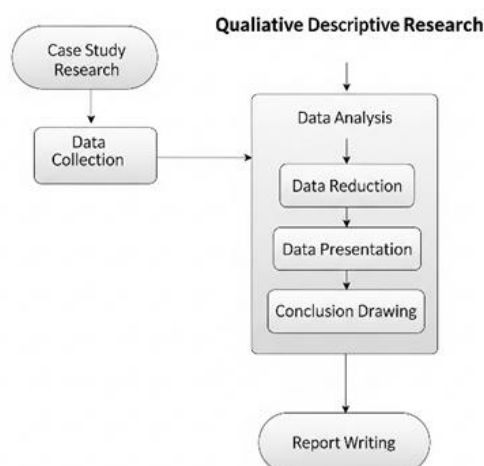 Qualiative Descriptive Research
Case Study
Research
Data
Collection
Data Analysis
Data Reduction
Data Presentation
Conclusion Drawing
Report Writing